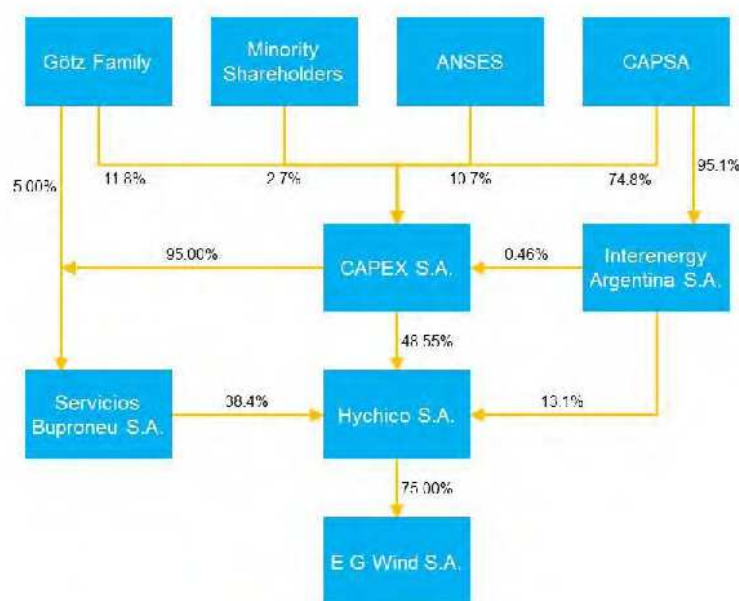 Götz Family
Minority
Shareholders
ANSES
CAPSA
5.00%
11.8%
2.7%
10.7%
74.8%
95.1%
95.00%
CAPEX S.A.
0.46%
Interenergy
Argentina S.A.
48.55%
Servicios
Buproneu S.A.
38.4%
Hychico S.A.
13.1%
75.00%
E G Wind S.A.